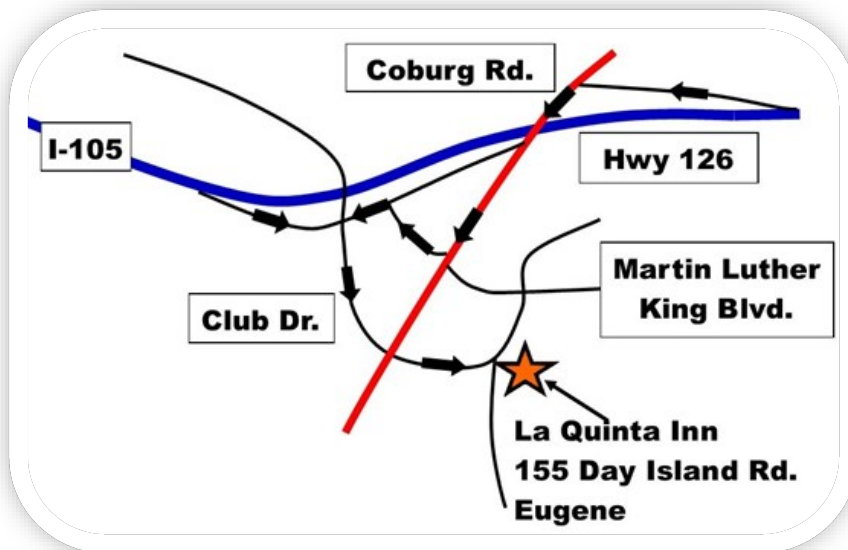 Coburg Rd.
I-105
Hwy 126
Martin Luther
King Blvd.
Club Dr.
La Quinta Inn
155 Day Island Rd.
Eugene